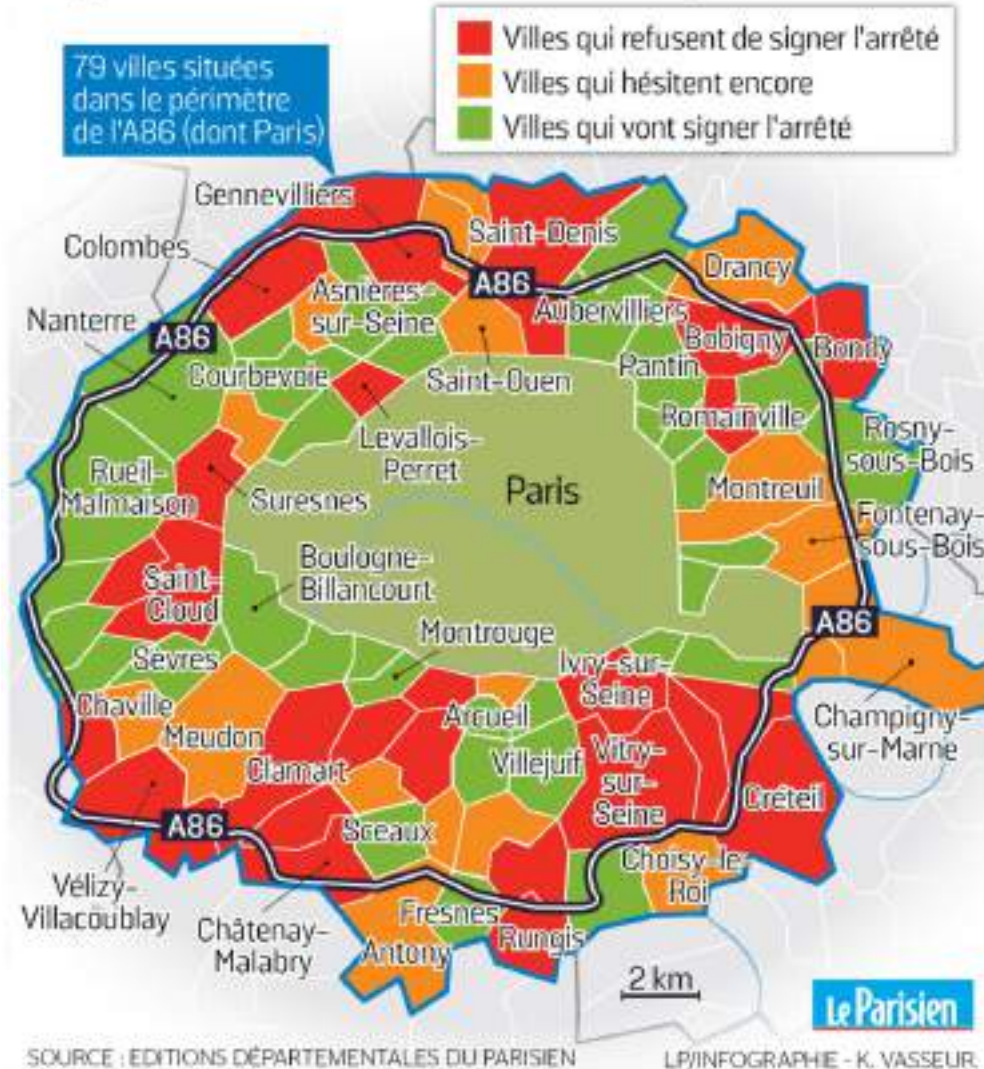 Villes qui refusent de signer l'arrêté
Villes qui hésitent encore
Villes qui vont signer l'arrêté
79 villes situées
dans le périmètre
de l'A86 (dont Paris)
Gennevilliers
Colombes
Nanterre
A86
Asnières-
sur-Seine
Courbevoie
A86
Saint-Denis
Drancy
Aubervilliers
Bobigny
Bondy
Pantin
Saint-Ouen
Levallois-
Perret
Romainville
Rosny-
sous-Bois
Rueil-
Malmaison
Suresnes
Paris
Montreuil
Fontenay-
sous-Bois
Saint-
Cloud
Boulogne-
Billancourt
Montrouge
A86
Sèvres
Ivry-sur-
Seine
Chaville
Meudon
Arcueil
Champigny-
sur-Marne
Clamart
Villejuif
Vitry-
sur-
Seine
Créteil
A86
Sceaux
Choisy-le-
Roi
Vélizy-
Villacoublay
Châtenay-
Malabry
Fresnes
Antony
Rungis
2 km
Le Parisien
SOURCE : EDITIONS DÉPARTEMENTALES DU PARISIEN
LP/INFOGRAPHIE - K. VASSEUR